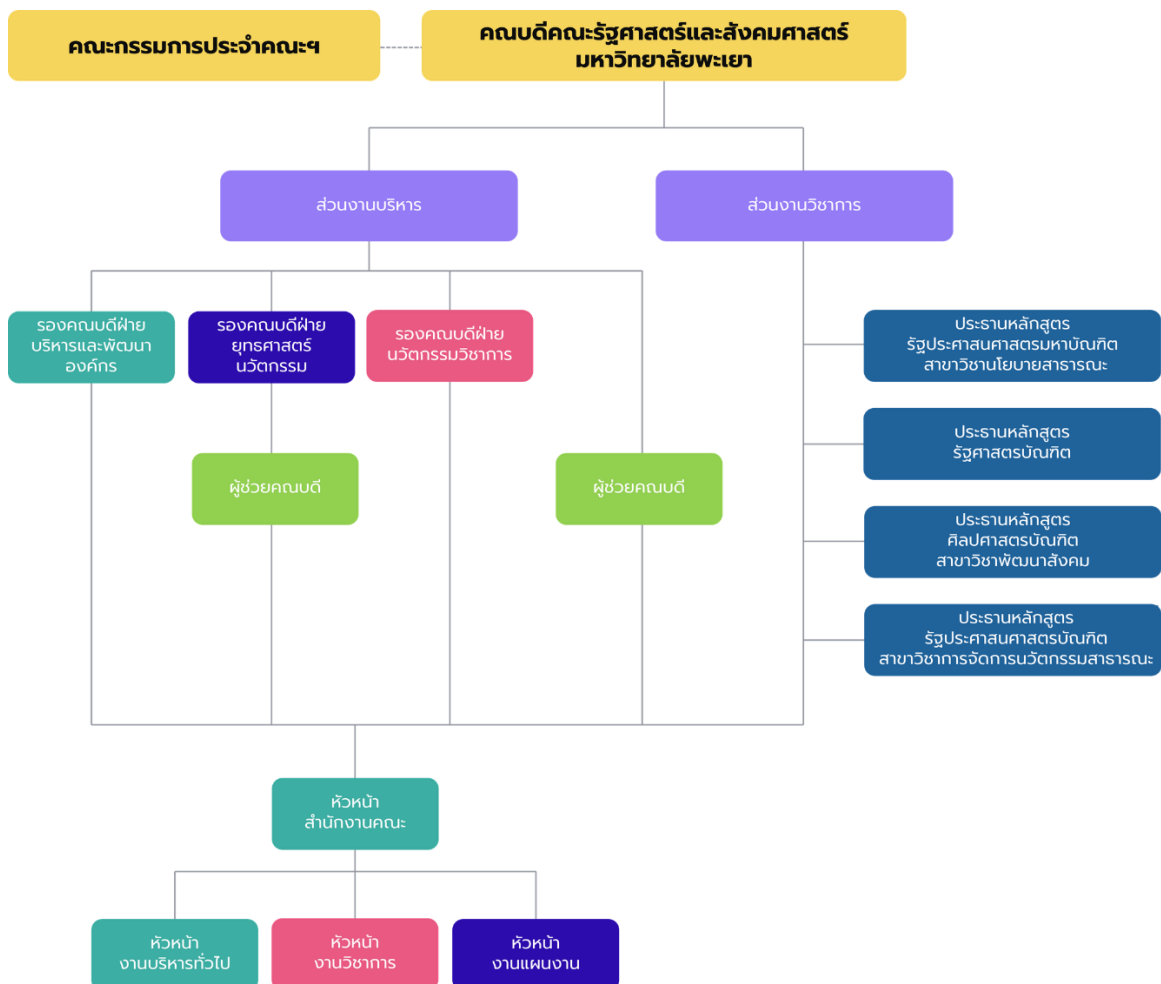 คณะกรรมการประจำคณะฯ
คณบดีคณะรัฐศาสตร์และสังคมศาสตร์
มหาวิทยาลัยพะเยา
ส่วนงานบริหาร
ส่วนงานวิชาการ
รองคณบดีฝ่าย
บริหารและพัฒนา
องค์กร
รองคณบดีฝ่าย
ยุทธศาสตร์
นวัตกรรม
รองคณบดีฝ่าย
นวัตกรรมวิชาการ
ผู้ช่วยคณบดี
ผู้ช่วยคณบดี
ประธานหลักสูตร
รัฐประศาสนศาสตรมหาบัณฑิต
สาขาวิชานโยบายสาธารณะ
ประธานหลักสูตร
รัฐศาสตรบัณฑิต
ประธานหลักสูตร
ศิลปศาสตรบัณฑิต
สาขาวิชาพัฒนาสังคม
ประธานหลักสูตร
รัฐประศาสนศาสตรบัณฑิต
สาขาวิชาการจัดการนวัตกรรมสาธารณะ
หัวหน้า
สำนักงานคณะ
หัวหน้า
งานบริหารทั่วไป
หัวหน้า
งานวิชาการ
หัวหน้า
งานแผนงาน